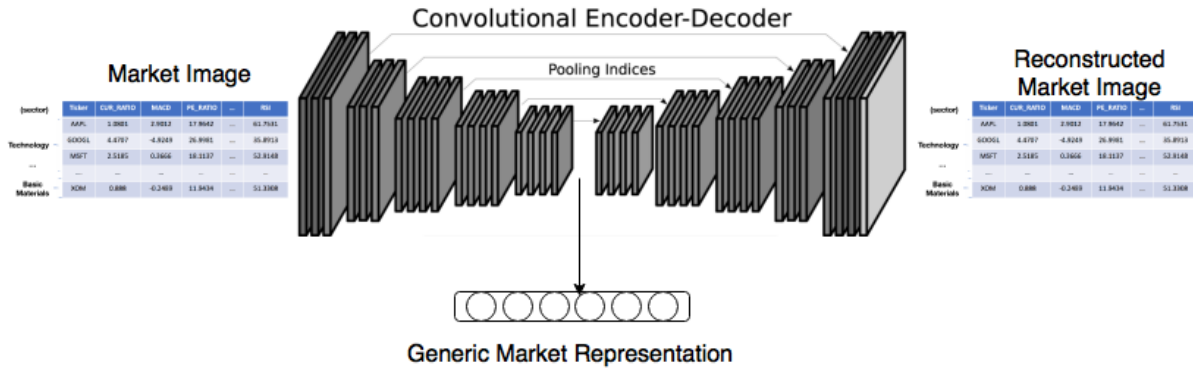 Convolutional Encoder-Decoder
Market Image
Pooling Indices
Reconstructed
Market Image
(sector) Ticker CUR_RATIO MACD PE_RATIO ... RSI
AAPL 1.0801 2.9012 17.9642 ... 61.7531
Technology GOOGL 4.4707 -4.9249 26.9981 ... 35.8913
MSFT 2.5185 0.3666 18.1137 ... 52.9148
... ... ... ... ... ... ...
Basic
Materials XOM 0.888 -0.2489 11.9434 ... 51.3308
(sector) Ticker CUR_RATIO MACD PE_RATIO ... RSI
AAPL 1.0801 2.9012 17.9642 ... 61.7531
Technology GOOGL 4.4707 -4.9249 26.9981 ... 35.8913
MSFT 2.5185 0.3666 18.1137 ... 52.9148
... ... ... ... ... ... ...
Basic
Materials XOM 0.888 -0.2489 11.9434 ... 51.3308
Generic Market Representation